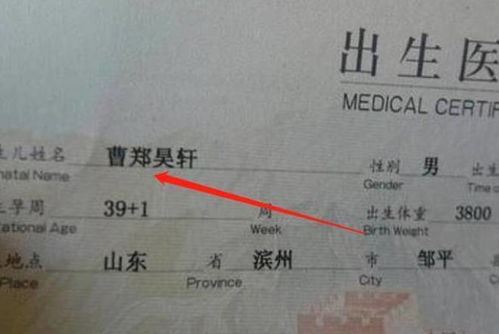 出生医
MEDICAL CERTIF
生儿姓名 曹郑昊轩 性别 男 出生
natal Name Gender Time o
孕周 39+1 周 出生体重 3800
tational Age Week Birth Weight
地点 山东 省 滨州 市 邹平
Place Province City